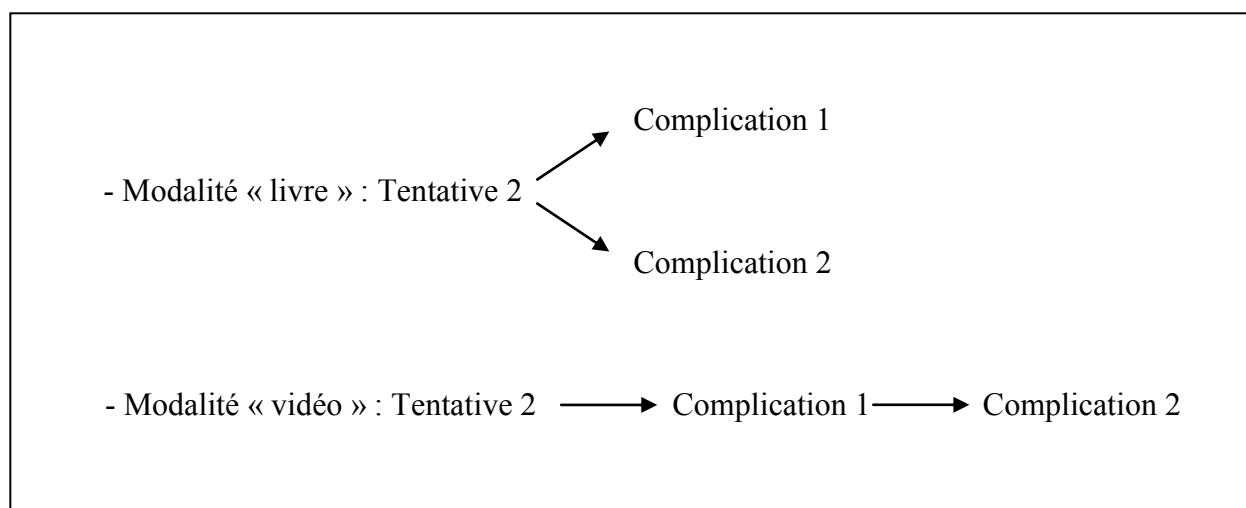 Complication 1
- Modalité « livre » : Tentative 2
Complication 2
- Modalité « vidéo » : Tentative 2 Complication 1 Complication 2